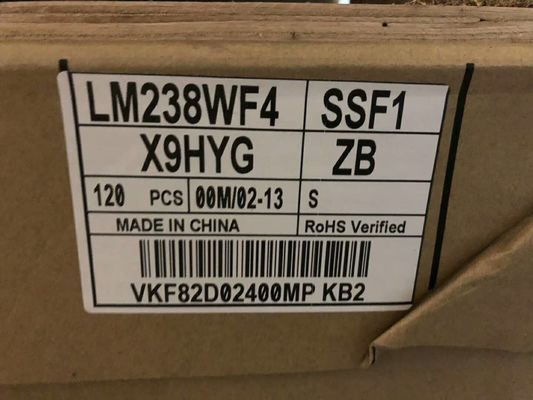 LM238WF4 SSF1
X9HYG ZB
120 PCS 00M/02-13 S
MADE IN CHINA RoHS Verified
VKF82D02400MP KB2